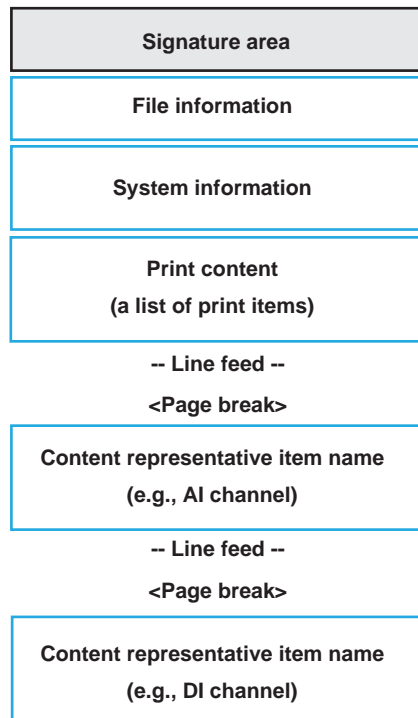 Signature area
File information
System information
Print content
(a list of print items)
-- Line feed --
<Page break>
Content representative item name
(e.g., AI channel)
-- Line feed --
<Page break>
Content representative item name
(e.g., DI channel)